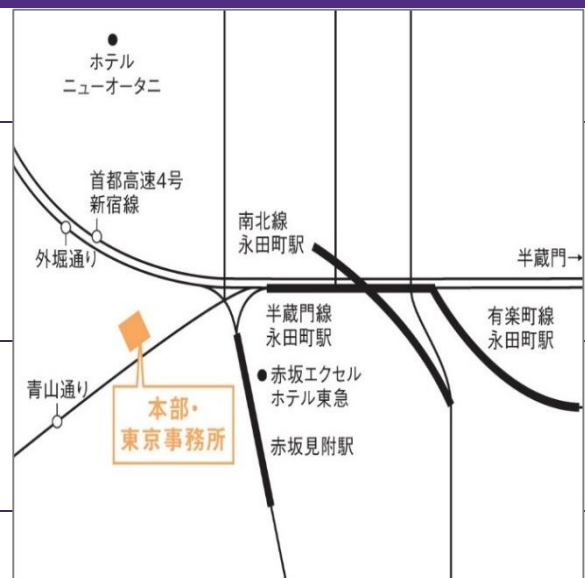 ホテル
ニューオータニ
首都高速4号
新宿線
外堀通り
南北線
永田町駅
半蔵門→
半蔵門線
永田町駅
有楽町線
永田町駅
赤坂エクセル
ホテル東急
青山通り
本部・
東京事務所
赤坂見附駅